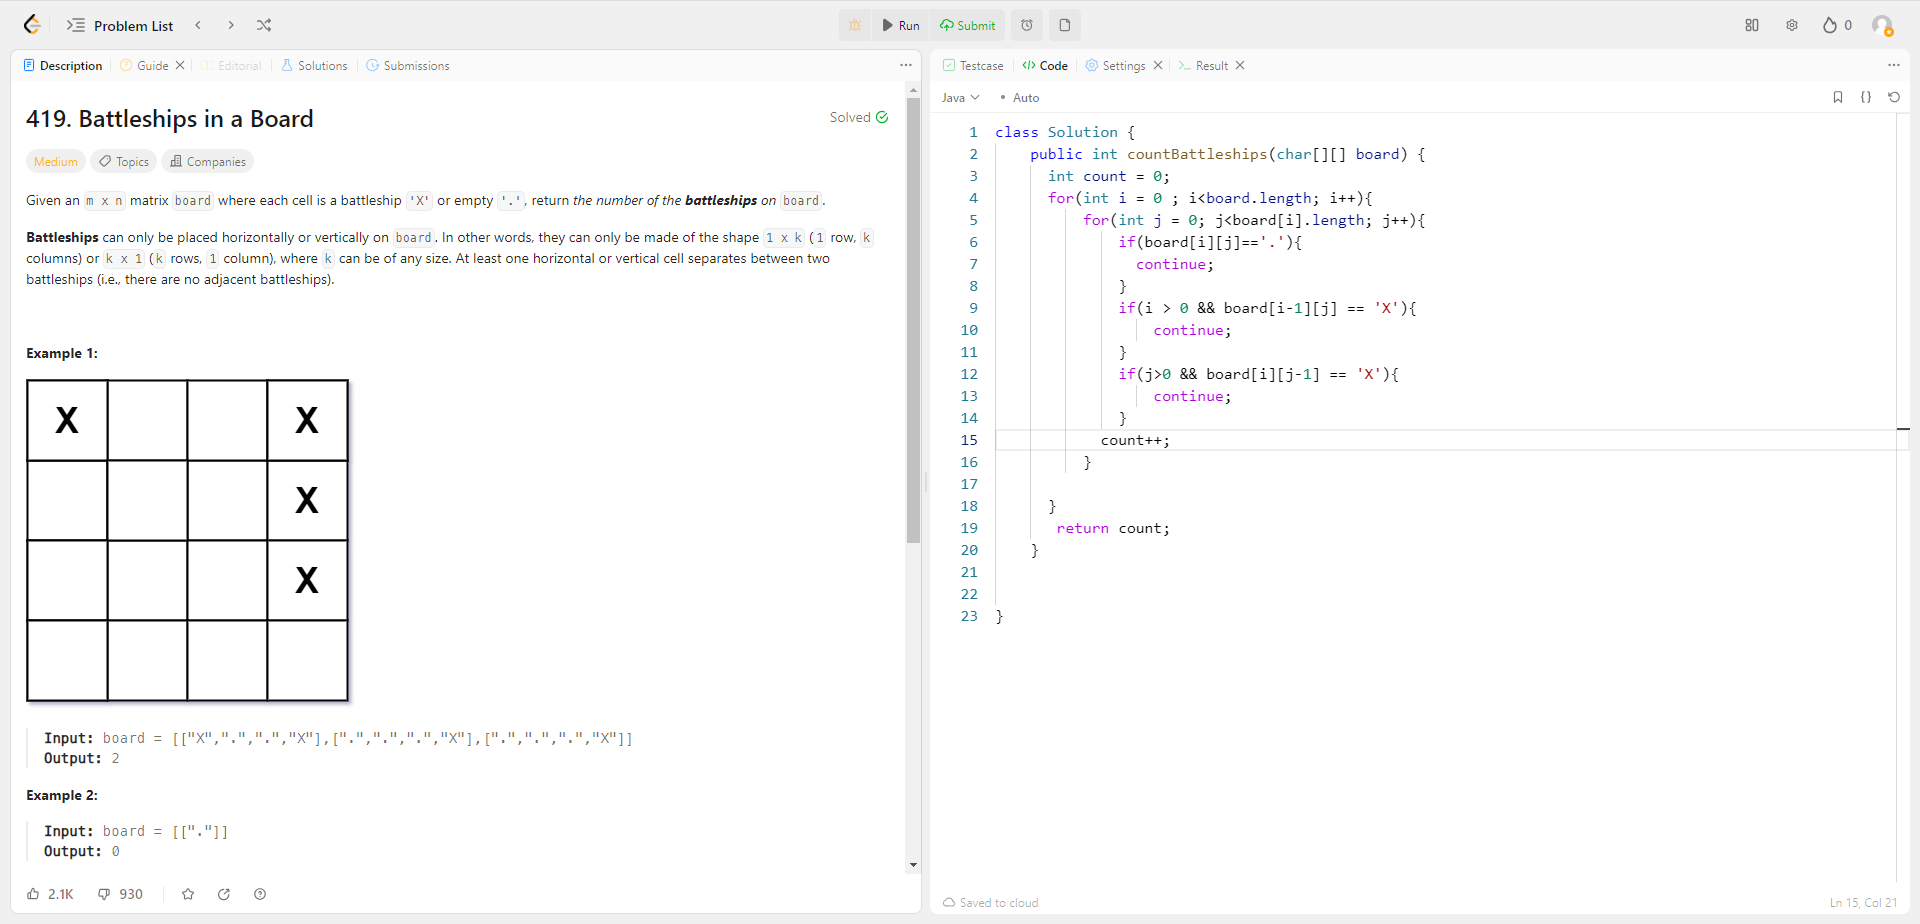 Problem List
Run
Submit
0
Description
Guide
Editorial
Solutions
Submissions
419. Battleships in a Board
Solved
Medium
Topics
Companies
Given an m x n matrix board where each cell is a battleship 'X' or empty '.', return the number of the battleships on board.
Battleships can only be placed horizontally or vertically on board. In other words, they can only be made of the shape 1 x k (1 row, k
columns) or k x 1 (k rows, 1 column), where k can be of any size. At least one horizontal or vertical cell separates between two
battleships (i.e., there are no adjacent battleships).
Example 1:
X X
X
X
Input: board = [["X",".",".","X"],[".",".",".","X"],[".",".",".","X"]]
Output: 2
Example 2:
Input: board = [["."]]
Output: 0
2.1K
930
Testcase
Code
Settings
Result
Java
Auto
1 class Solution {
2 public int countBattleships(char[][] board) {
3 int count = 0;
4 for(int i = 0 ; i<board.length; i++){
5 for(int j = 0; j<board[i].length; j++){
6 if(board[i][j]=='.'){
7 continue;
8 }
9 if(i > 0 && board[i-1][j] == 'X'){
10 continue;
11 }
12 if(j>0 && board[i][j-1] == 'X'){
13 continue;
14 }
15 count++;
16 }
17
18 }
19 return count;
20 }
21
22
23 }
Saved to cloud
Ln 15, Col 21